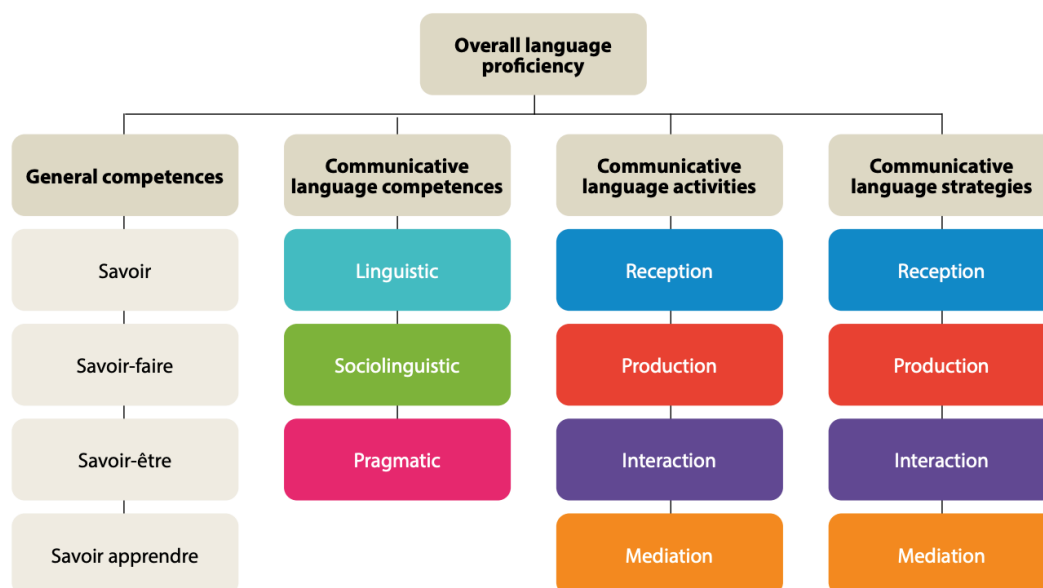 Overall language
proficiency
General competences
Communicative
language competences
Communicative
language activities
Communicative
language strategies
Savoir
Linguistic
Reception
Reception
Savoir-faire
Sociolinguistic
Production
Production
Savoir-être
Pragmatic
Interaction
Interaction
Savoir apprendre
Mediation
Mediation